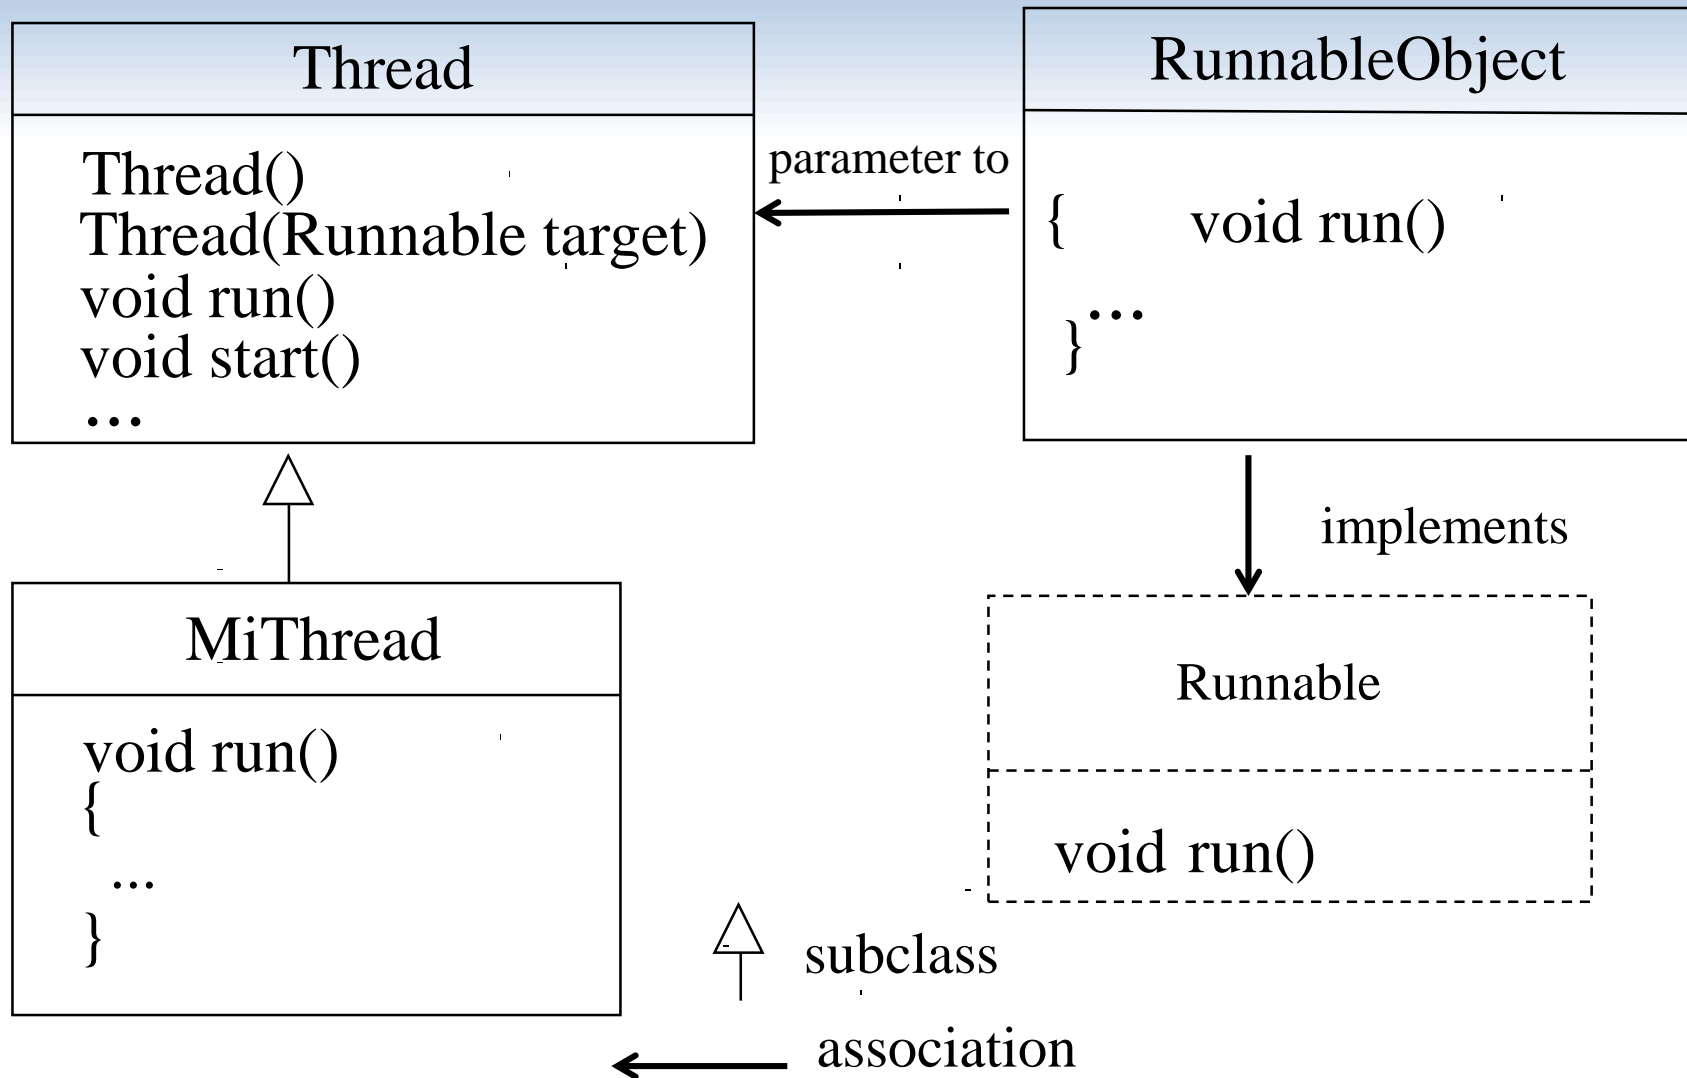 Thread
Thread()
Thread(Runnable target)
void run()
void start()
...
parameter to
RunnableObject
{ void run()
...
}
implements
MiThread
void run()
{
...
}
Runnable
void run()
subclass
association